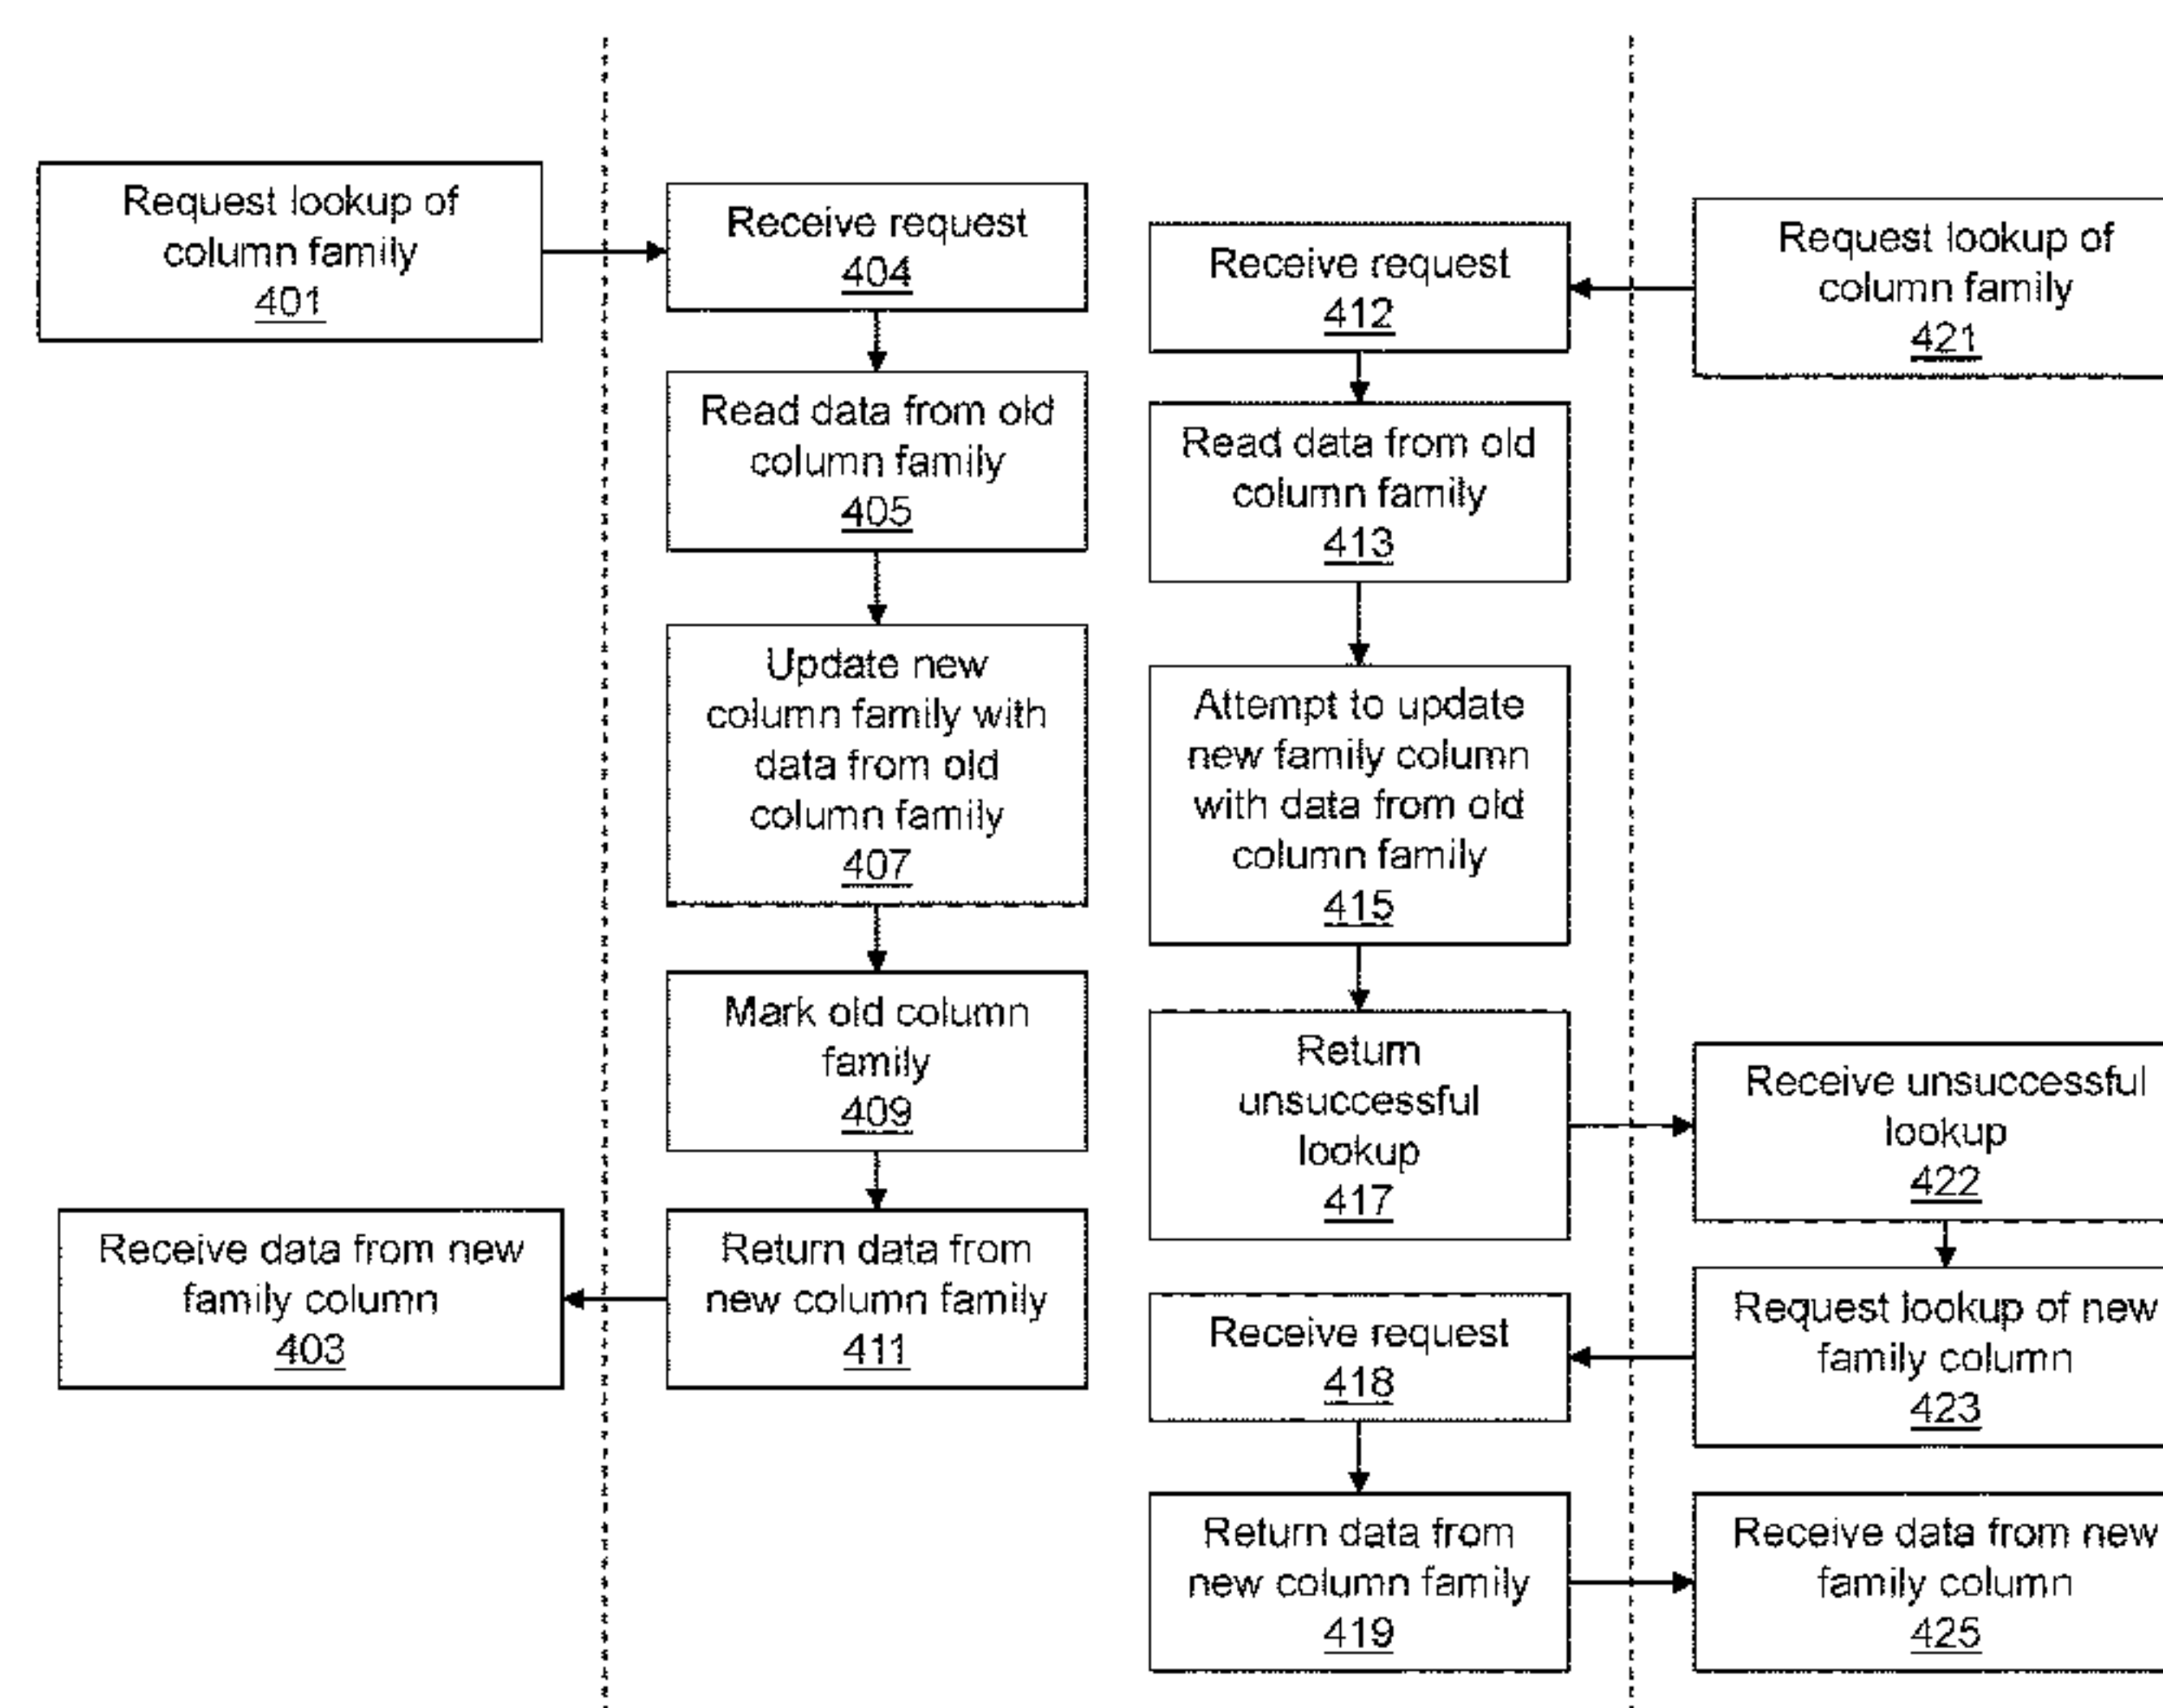 Request lookup of
column family
401
Receive data from new
family column
403
Receive request
404
Read data from old
column family
405
Update new
column family with
data from old
column family
407
Mark old column
family
409
Return data from
new column family
411
Receive request
412
Read data from old
column family
413
Attempt to update
new family column
with data from old
column family
415
Return
unsuccessful
lookup
417
Receive request
418
Return data from
new column family
419
Request lookup of
column family
421
Receive unsuccessful
lookup
422
Request lookup of new
family column
423
Receive data from new
family column
425